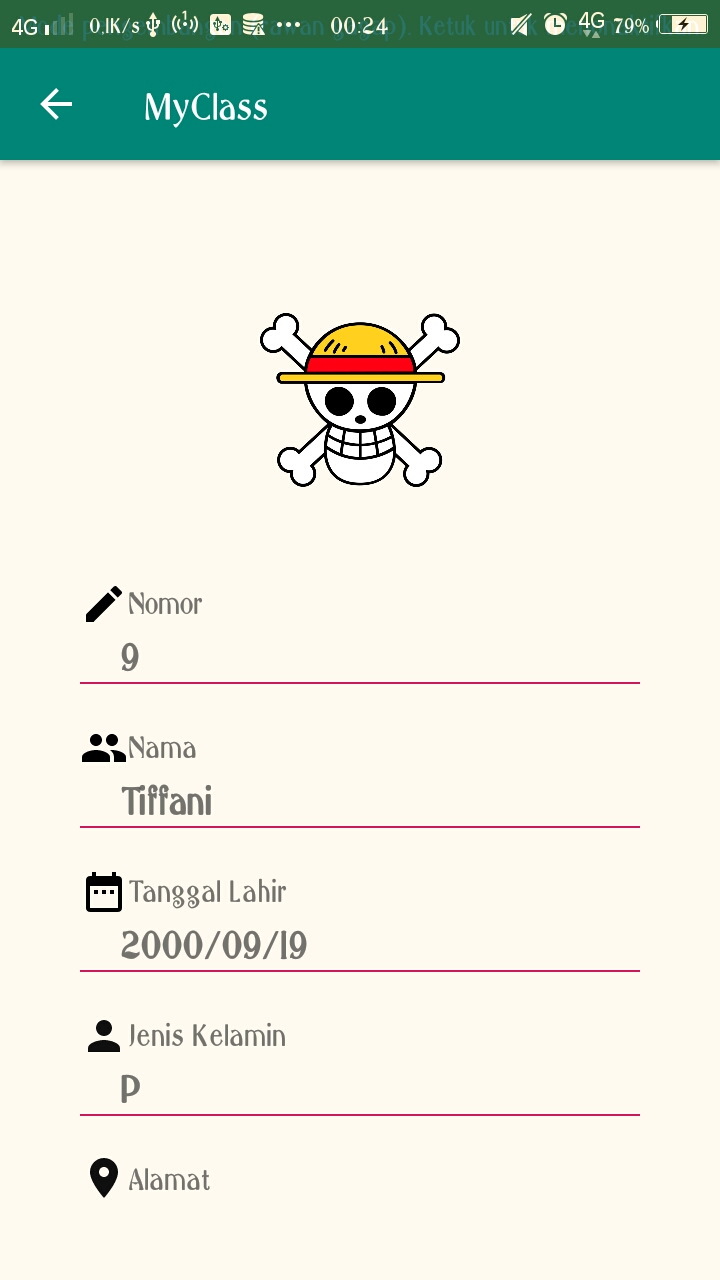 4G 0,1K/s 1 ... 00:24 4G 79%
MyClass
Nomor
9
Nama
Tiffani
Tanggal Lahir
2000/09/19
Jenis Kelamin
P
Alamat